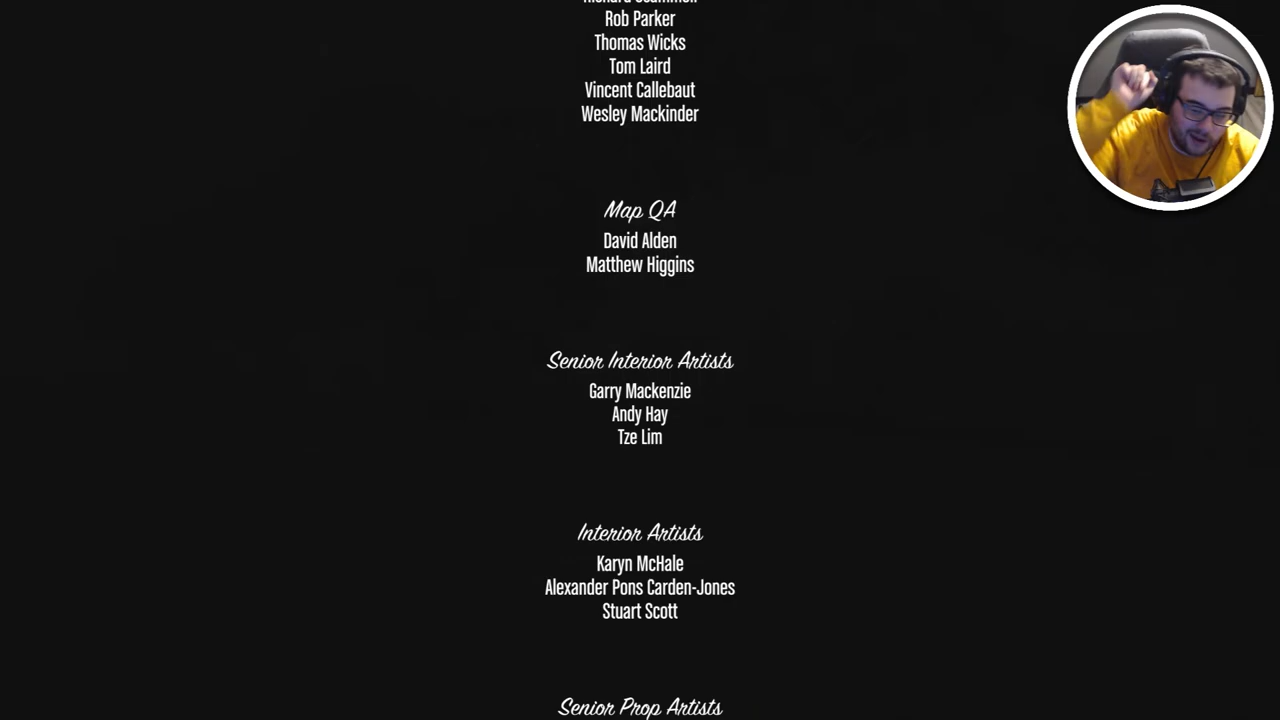 Rob Parker
Thomas Wicks
Tom Laird
Vincent Callebaut
Wesley Mackinder
Map QA
David Alden
Matthew Higgins
Senior Interior Artists
Garry Mackenzie
Andy Hay
Tze Lim
Interior Artists
Karyn McHale
Alexander Pons Carden-Jones
Stuart Scott
Senior Prop Artists